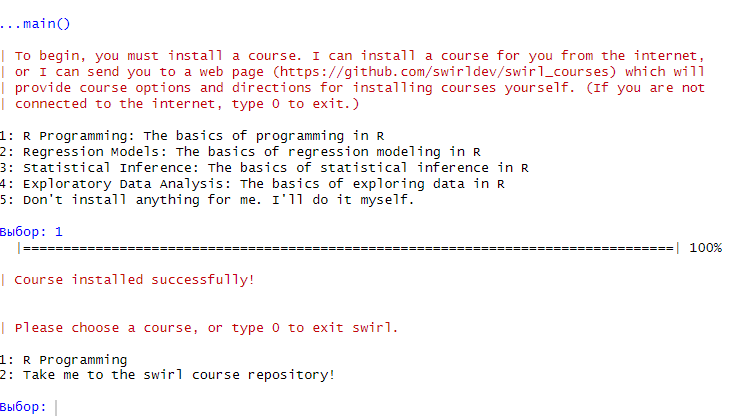 ...main()
| To begin, you must install a course. I can install a course for you from the internet,
| or I can send you to a web page (https://github.com/swirldev/swirl_courses) which will
| provide course options and directions for installing courses yourself. (If you are not
| connected to the internet, type 0 to exit.)
1: R Programming: The basics of programming in R
2: Regression Models: The basics of regression modeling in R
3: Statistical Inference: The basics of statistical inference in R
4: Exploratory Data Analysis: The basics of exploring data in R
5: Don't install anything for me. I'll do it myself.
Выбор: 1
|================================================================================| 100%
| Course installed successfully!
| Please choose a course, or type 0 to exit swirl.
1: R Programming
2: Take me to the swirl course repository!
Выбор: